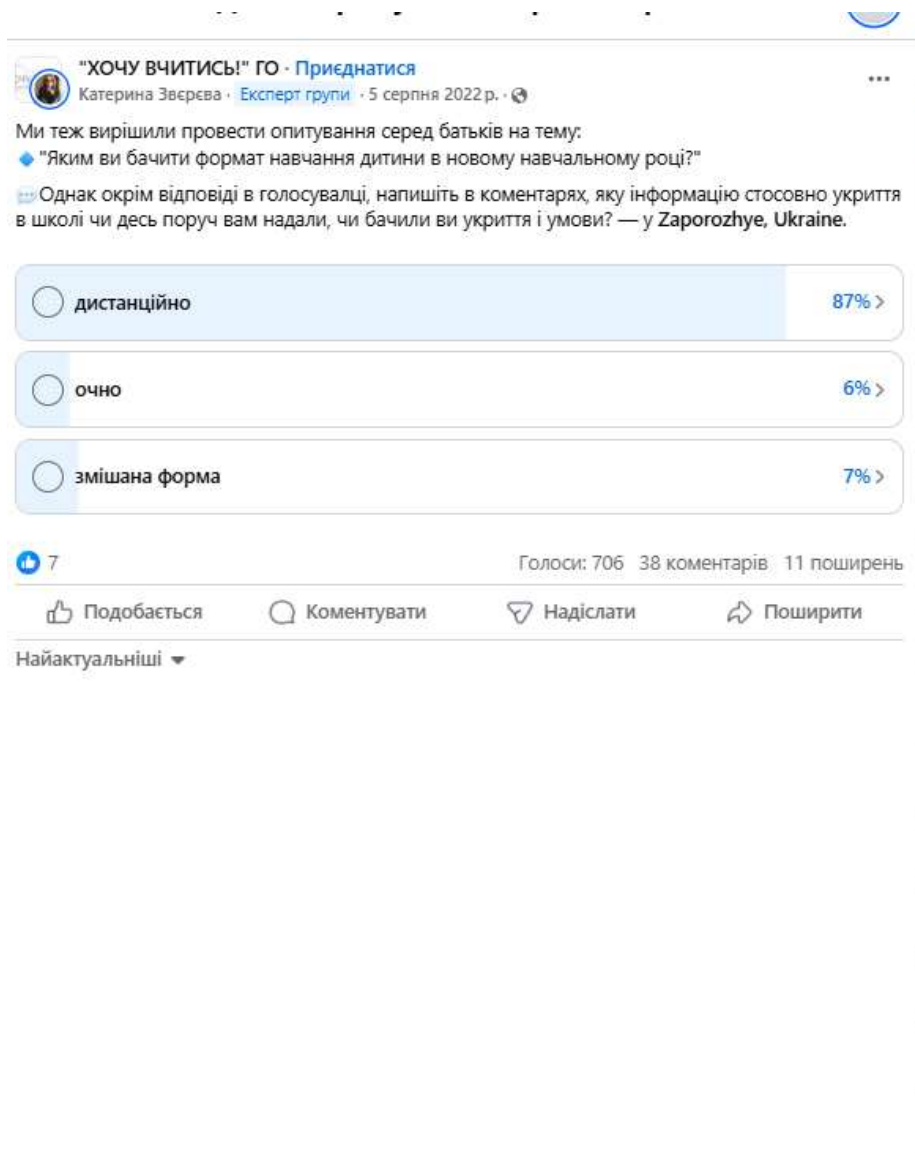 "ХОЧУ ВЧИТИСЬ!" ГО · Приєднатися
Катерина Звєрєва · Експерт групи · 5 серпня 2022 р. ·
Ми теж вирішили провести опитування серед батьків на тему:
"Яким ви бачити формат навчання дитини в новому навчальному році?"
Однак окрім відповіді в голосувалці, напишіть в коментарях, яку інформацію стосовно укриття
в школі чи десь поруч вам надали, чи бачили ви укриття і умови? — у Zaporozhye, Ukraine.
дистанційно 87%
очно 6%
змішана форма 7%
7 Голоси: 706 38 коментарів 11 поширень
Подобається Коментувати Надіслати Поширити
Найактуальніші